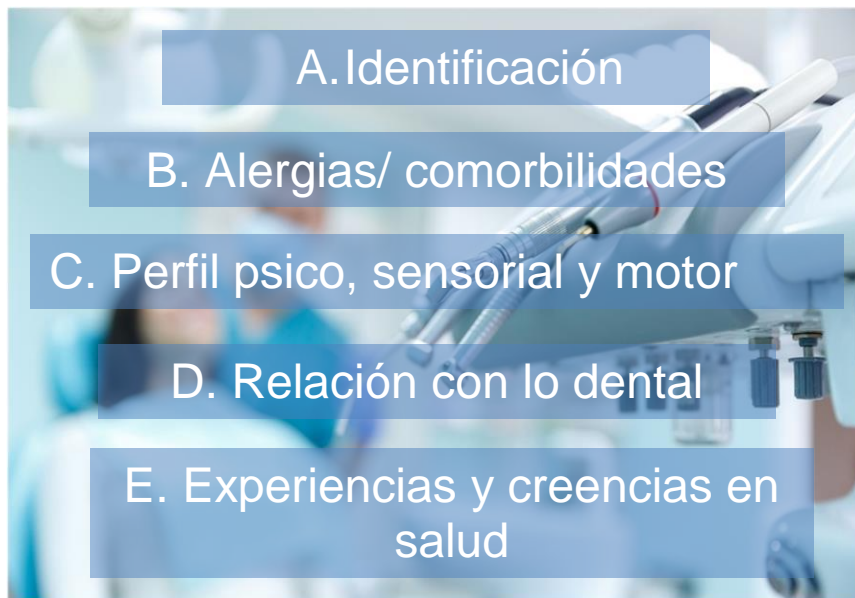 A.Identificación
B. Alergias/ comorbilidades
C. Perfil psico, sensorial y motor
D. Relación con lo dental
E. Experiencias y creencias en
salud